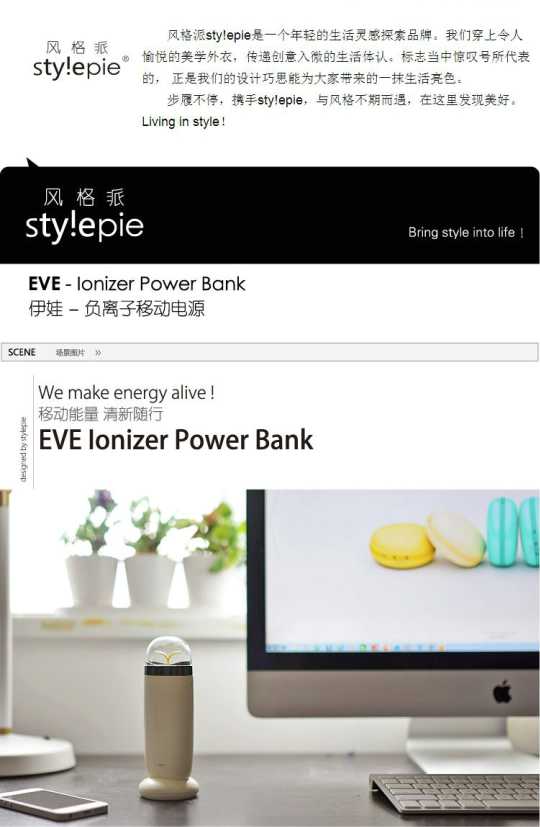 风格派
sty!epie®
风格派sty!epie是一个年轻的生活灵感探索品牌。我们穿上令人
愉悦的美学外衣，传递创意入微的生活体认。标志当中惊叹号所代表
的， 正是我们的设计巧思能为大家带来的一抹生活亮色。
步履不停，携手sty!epie，与风格不期而遇，在这里发现美好。
Living in style!
风格派
sty!epie
Bring style into life !
EVE - Ionizer Power Bank
伊娃 – 负离子移动电源
SCENE 场景图片 »
designed by stylepie
We make energy alive !
移动能量 清新随行
EVE Ionizer Power Bank